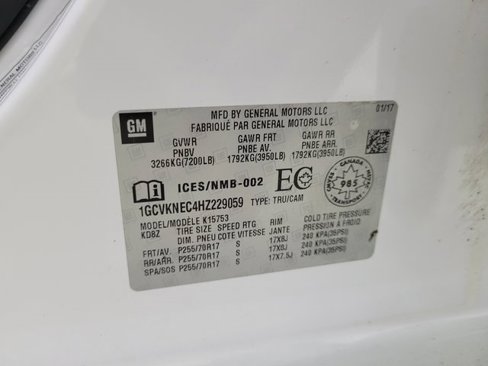 GM
MFD BY GENERAL MOTORS LLC
FABRIQUÉ PAR GENERAL MOTORS LLC
01/17
GVWR GAWR FRT GAWR RR
PNBV PNBE AV. PNBE ARR.
3266KG(7200LB) 1792KG(3950LB) 1792KG(3950LB)
ICES/NMB-002 EC
CANADA
985
TRANSPORT
1GCVKNEC4HZ229059 TYPE: TRU/CAM
MODEL/MODÈLE K15753
KDBZ TIRE SIZE SPEED RTG RIM COLD TIRE PRESSURE
DIM. PNEU COTE VITESSE JANTE PRESSION À FROID
FRT/AV. P255/70R17 S 17X8J 240 KPA(35PSI)
RR/ARR. P255/70R17 S 17X8J 240 KPA(35PSI)
SPA/SOS P255/70R17 S 17X7.5J 240 KPA(35PSI)